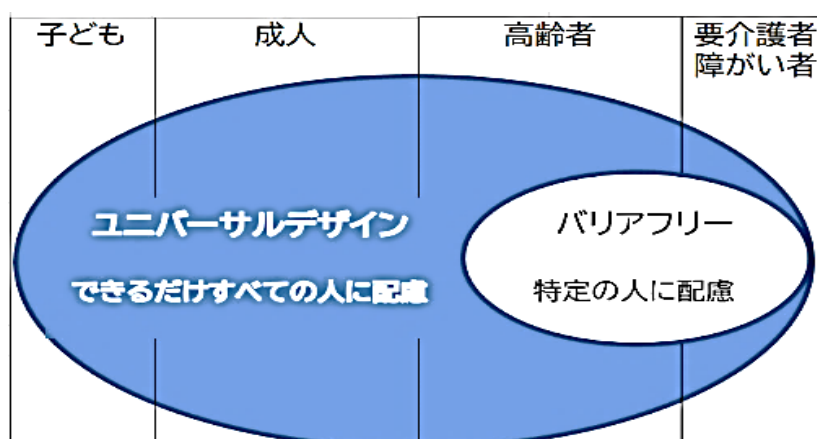 子ども
成人
高齢者
要介護者
障がい者
ユニバーサルデザイン
できるだけすべての人に配慮
バリアフリー
特定の人に配慮